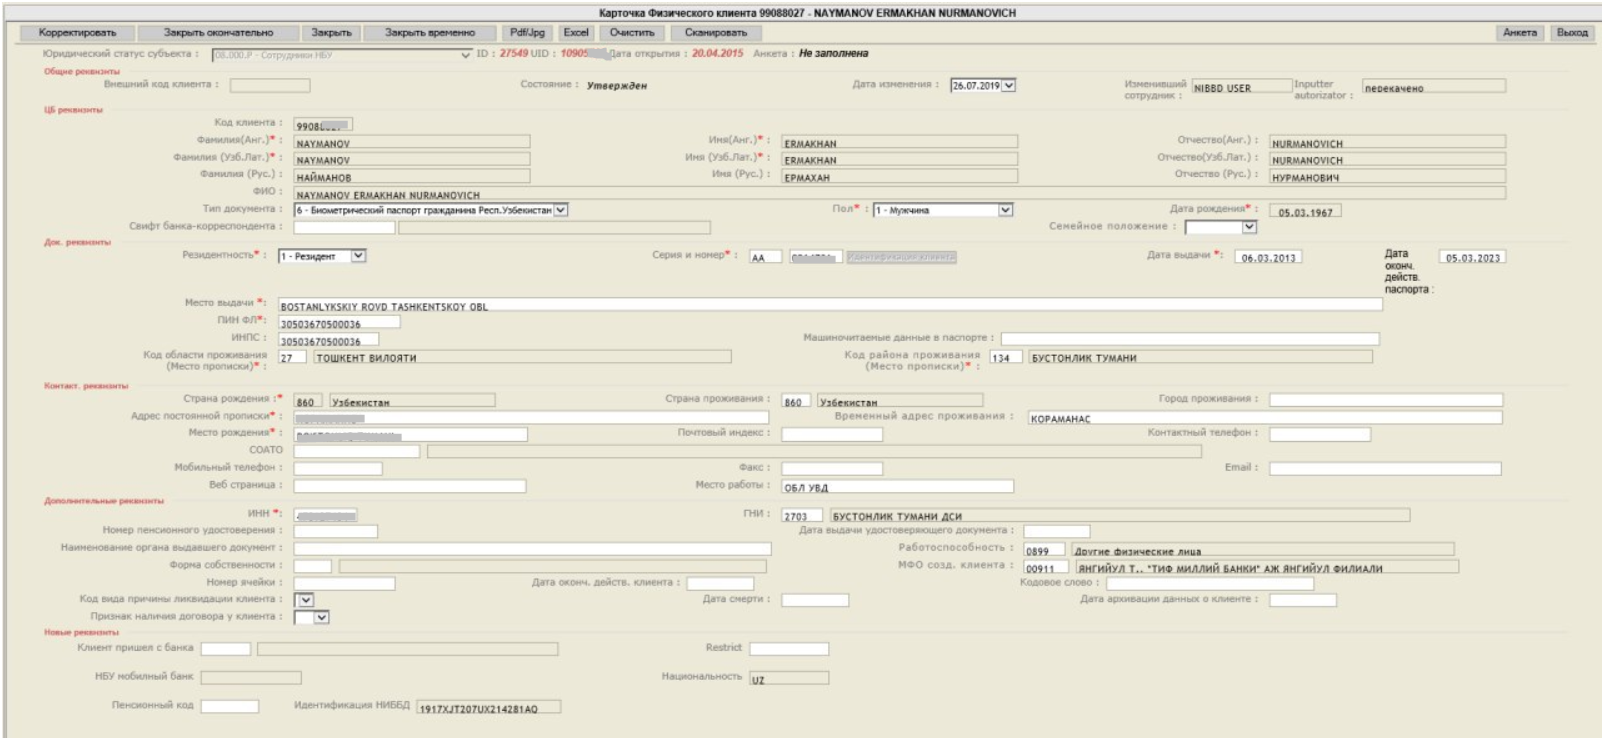 Карточка Физического клиента 99088027 - NAYMANOV ERMAKHAN NURMANOVICH
Корректировать Закрыть окончательно Закрыть Закрыть временно Pdf/Jpg Excel Очистить Сканировать Анкета Выход
Юридический статус субъекта : 08.000.P - Сотрудники НБУ ID : 27549 UID : 10905 Дата открытия : 20.04.2015 Анкета : Не заполнена
Общие реквизиты
Внешний код клиента : Состояние : Утвержден Дата изменения : 26.07.2019 Изменивший сотрудник : NIBBD USER Inputter autorizator : перекачено
ЦБ реквизиты
Код клиента : 9908
Фамилия(Анг.)* : NAYMANOV Имя(Анг.)* : ERMAKHAN Отчество(Анг.) : NURMANOVICH
Фамилия (Узб.Лат.)* : NAYMANOV Имя (Узб.Лат.)* : ERMAKHAN Отчество(Узб.Лат.) : NURMANOVICH
Фамилия (Рус.) : НАЙМАНОВ Имя (Рус.) : ЕРМАХАН Отчество (Рус.) : НУРМАНОВИЧ
ФИО : NAYMANOV ERMAKHAN NURMANOVICH
Тип документа : 6 - Биометрический паспорт гражданина Респ.Узбекистан Пол* : 1 - Мужчина Дата рождения* : 05.03.1967
Свифт банка-корреспондента : Семейное положение :
Док. реквизиты
Резидентность* : 1 - Резидент Серия и номер* : AA Идентификация клиента Дата выдачи *: 06.03.2013 Дата оконч. действ. паспорта : 05.03.2023
Место выдачи *: BOSTANLYKSKIY ROVD TASHKENTSKOY OBL
ПИН ФЛ*: 30503670500036
ИНПС : 30503670500036 Машиночитаемые данные в паспорте :
Код области проживания (Место прописки)* : 27 ТОШКЕНТ ВИЛОЯТИ Код района проживания (Место прописки)* : 134 БУСТОНЛИК ТУМАНИ
Контакт. реквизиты
Страна рождения :* 860 Узбекистан Страна проживания : 860 Узбекистан Город проживания :
Адрес постоянной прописки* : Временный адрес проживания : КОРАМАНАС
Место рождения* : Почтовый индекс : Контактный телефон :
СОАТО
Мобильный телефон : Факс : Email :
Веб страница : Место работы : ОБЛ УВД
Дополнительные реквизиты
ИНН *: ГНИ : 2703 БУСТОНЛИК ТУМАНИ ДСИ
Номер пенсионного удостоверения : Дата выдачи удостоверяющего документа :
Наименование органа выдавшего документ : Работоспособность : 0899 Другие физические лица
Форма собственности : МФО созд. клиента : 00911 ЯНГИЙУЛ Т., "ТИФ МИЛЛИЙ БАНКИ" АЖ ЯНГИЙУЛ ФИЛИАЛИ
Номер ячейки : Дата оконч. действ. клиента : Кодовое слово :
Код вида причины ликвидации клиента : Дата смерти : Дата архивации данных о клиенте :
Признак наличия договора у клиента :
Новые реквизиты
Клиент пришел с банка Restrict
НБУ мобилный банк Национальность UZ
Пенсионный код Идентификация НИББД 1917XJT207UX214281AQ